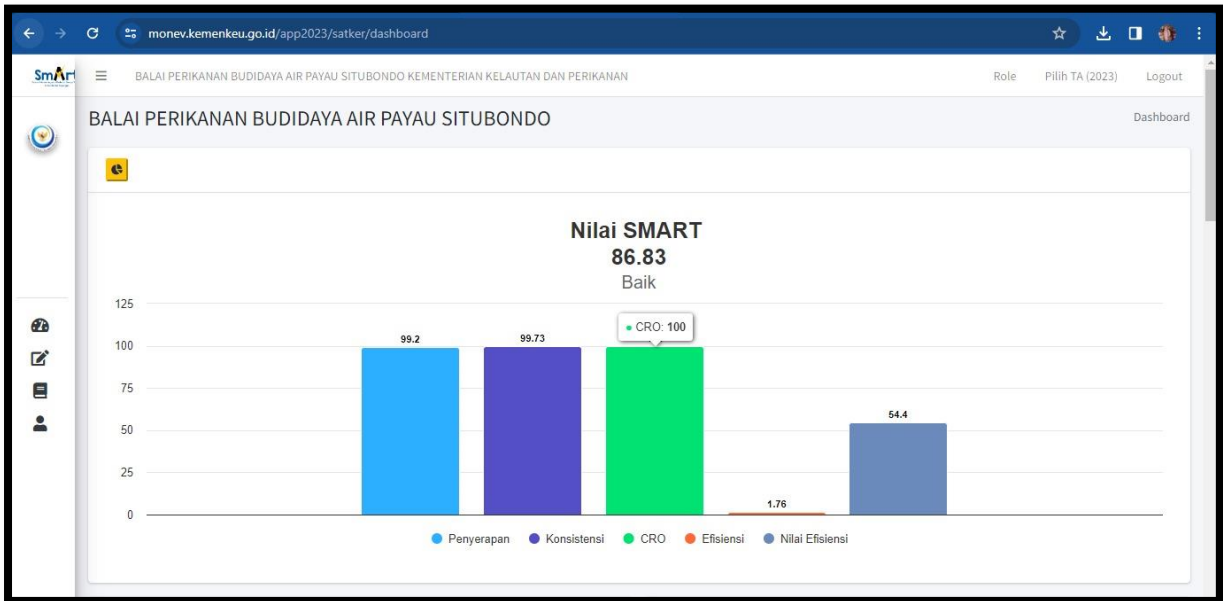 monev.kemenkeu.go.id/app2023/satker/dashboard
SmArt
BALAI PERIKANAN BUDIDAYA AIR PAYAU SITUBONDO KEMENTERIAN KELAUTAN DAN PERIKANAN
Role
Pilih TA (2023)
Logout
BALAI PERIKANAN BUDIDAYA AIR PAYAU SITUBONDO
Dashboard
Nilai SMART
86.83
Baik
125
100
75
50
25
0
99.2
99.73
CRO: 100
1.76
54.4
Penyerapan
Konsistensi
CRO
Efisiensi
Nilai Efisiensi